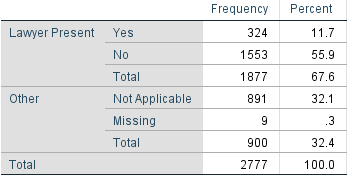 Frequency Percent
Lawyer Present Yes 324 11.7
No 1553 55.9
Total 1877 67.6
Other Not Applicable 891 32.1
Missing 9 .3
Total 900 32.4
Total 2777 100.0